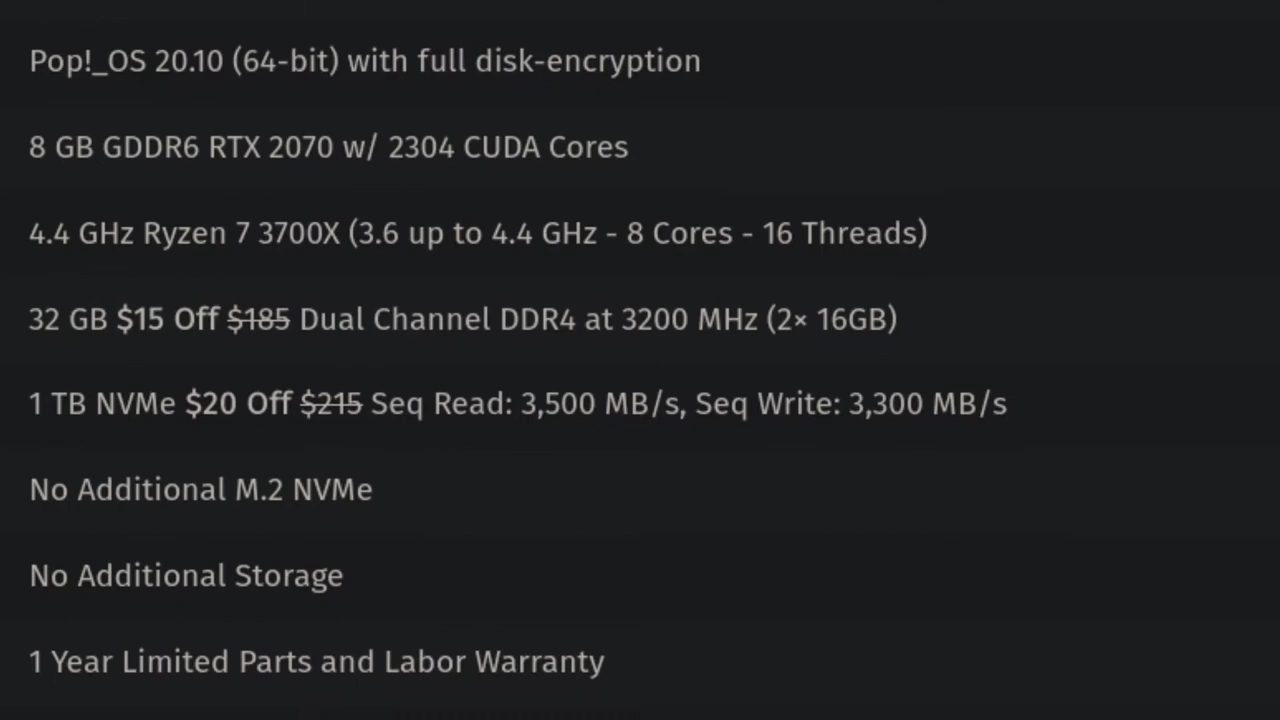 Pop!_OS 20.10 (64-bit) with full disk-encryption
8 GB GDDR6 RTX 2070 w/ 2304 CUDA Cores
4.4 GHz Ryzen 7 3700X (3.6 up to 4.4 GHz - 8 Cores - 16 Threads)
32 GB $15 Off $185 Dual Channel DDR4 at 3200 MHz (2× 16GB)
1 TB NVMe $20 Off $215 Seq Read: 3,500 MB/s, Seq Write: 3,300 MB/s
No Additional M.2 NVMe
No Additional Storage
1 Year Limited Parts and Labor Warranty